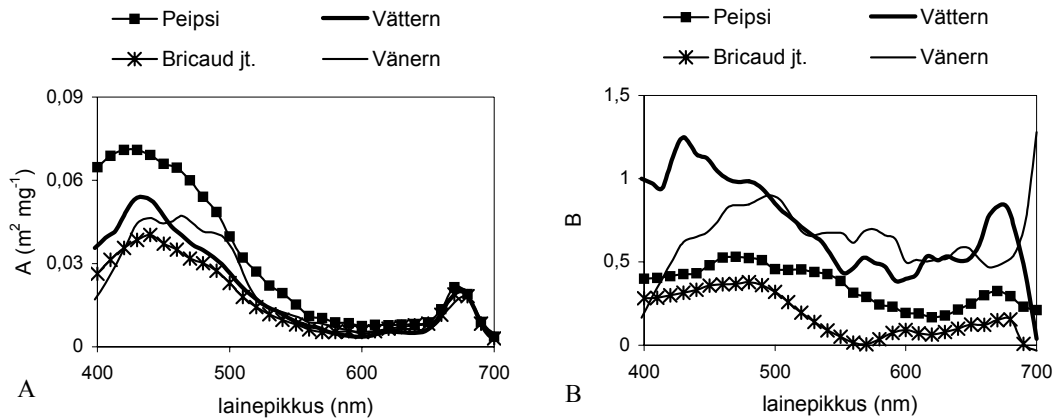 Peipsi
Vättern
Bricaud jt.
Vänern
A (m² mg⁻¹)
0,09
0,06
0,03
0
400
500
600
700
lainepikkus (nm)
A
Peipsi
Vättern
Bricaud jt.
Vänern
B
1,5
1
0,5
0
400
500
600
700
lainepikkus (nm)
B